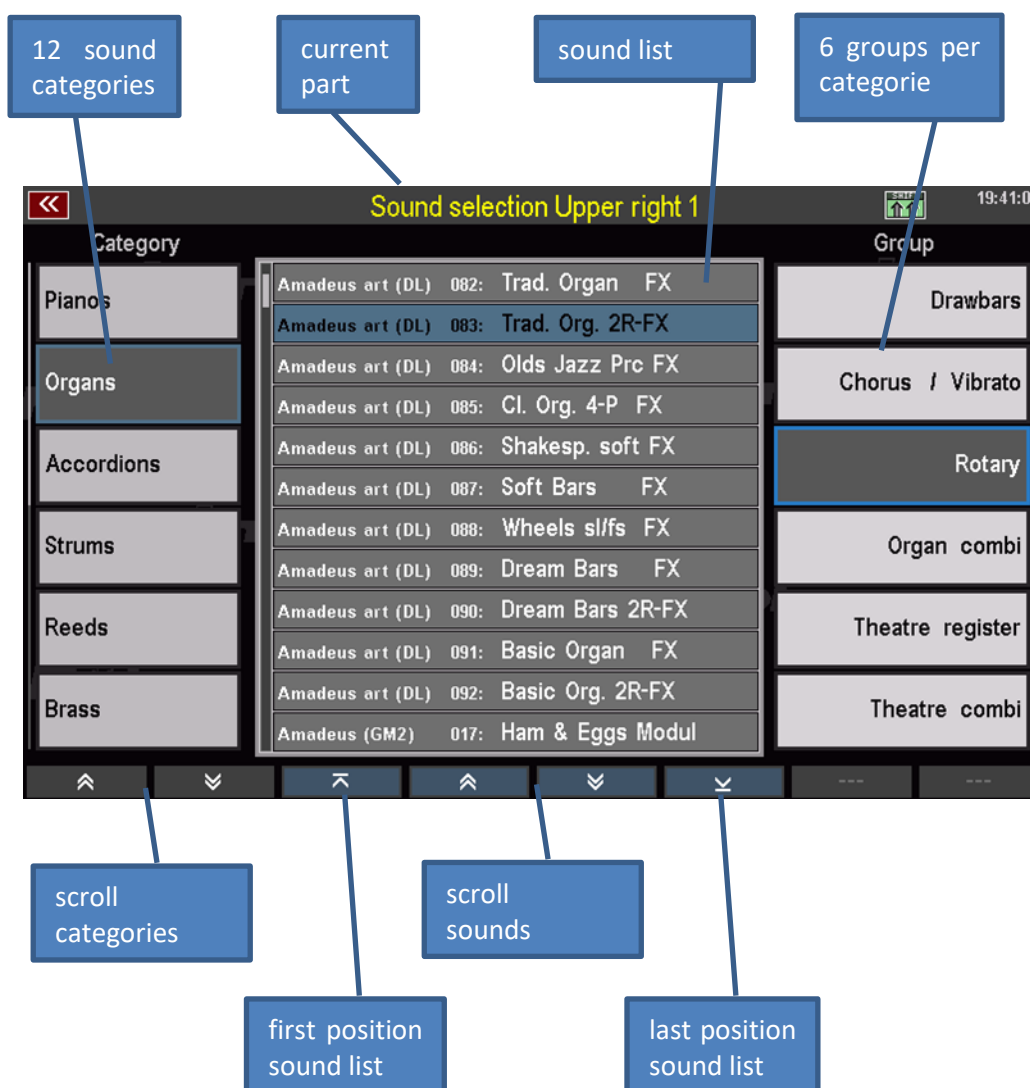 12 sound
categories
current
part
sound list
6 groups per
categorie
Sound selection Upper right 1
19:41:0
Category
Group
Pianos
Organs
Accordions
Strums
Reeds
Brass
Amadeus art (DL) 082: Trad. Organ FX
Amadeus art (DL) 083: Trad. Org. 2R-FX
Amadeus art (DL) 084: Olds Jazz Prc FX
Amadeus art (DL) 085: Cl. Org. 4-P FX
Amadeus art (DL) 086: Shakesp. soft FX
Amadeus art (DL) 087: Soft Bars FX
Amadeus art (DL) 088: Wheels sl/fs FX
Amadeus art (DL) 089: Dream Bars FX
Amadeus art (DL) 090: Dream Bars 2R-FX
Amadeus art (DL) 091: Basic Organ FX
Amadeus art (DL) 092: Basic Org. 2R-FX
Amadeus (GM2) 017: Ham & Eggs Modul
Drawbars
Chorus / Vibrato
Rotary
Organ combi
Theatre register
Theatre combi
--- ---
scroll
categories
scroll
sounds
first position
sound list
last position
sound list